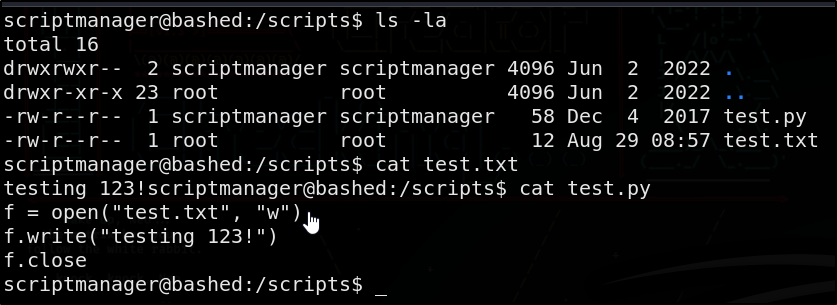 scriptmanager@bashed:/scripts$ ls -la
total 16
drwxrwxr--  2 scriptmanager scriptmanager 4096 Jun  2  2022 .
drwxr-xr-x 23 root          root          4096 Jun  2  2022 ..
-rw-r--r--  1 scriptmanager scriptmanager   58 Dec  4  2017 test.py
-rw-r--r--  1 root          root            12 Aug 29 08:57 test.txt
scriptmanager@bashed:/scripts$ cat test.txt
testing 123!scriptmanager@bashed:/scripts$ cat test.py
f = open("test.txt", "w")
f.write("testing 123!")
f.close
scriptmanager@bashed:/scripts$ _